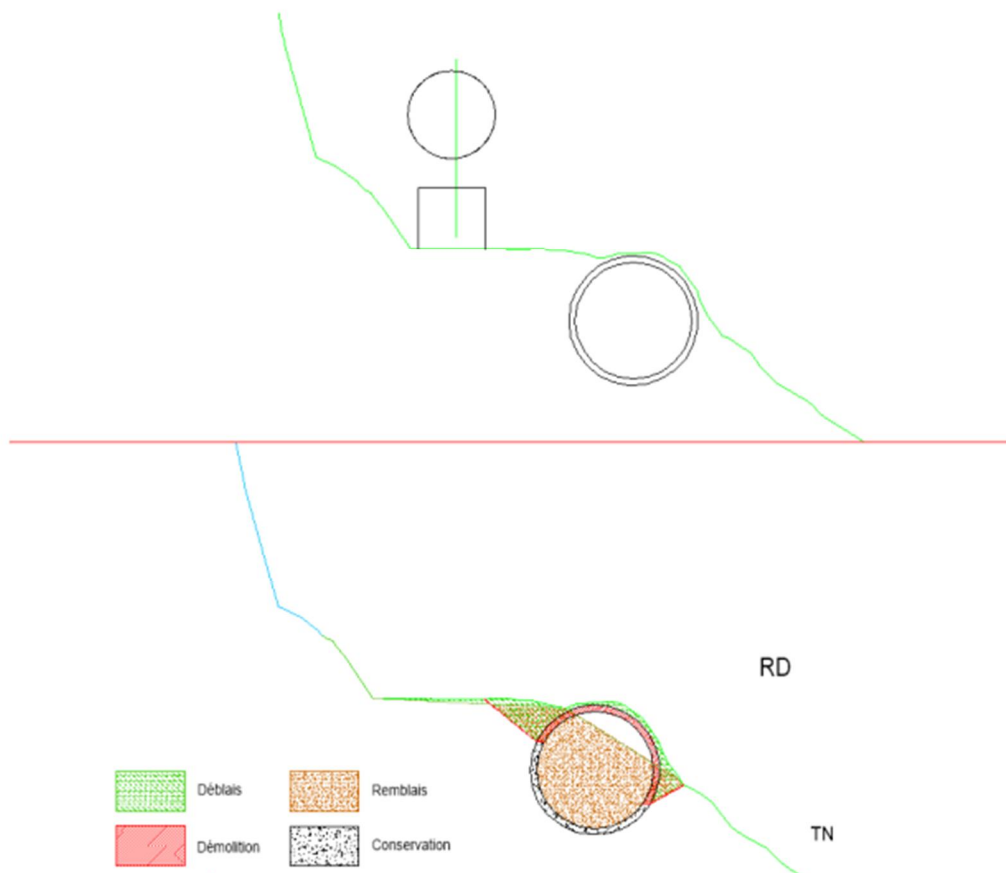 RD
Déblais
Remblais
TN
Démolition
Conservation